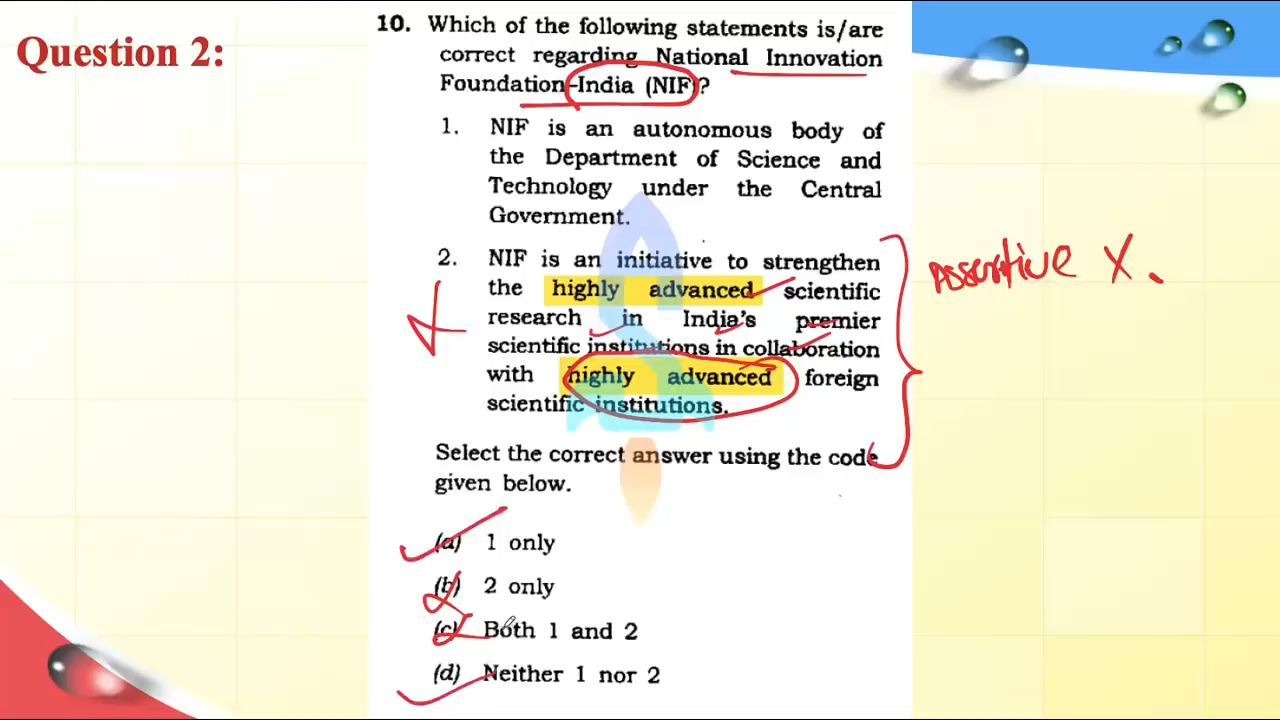 Question 2:
10. Which of the following statements is/are
correct regarding National Innovation
Foundation-India (NIF)?
1. NIF is an autonomous body of
the Department of Science and
Technology under the Central
Government.
2. NIF is an initiative to strengthen
the highly advanced scientific
research in India's premier
scientific institutions in collaboration
with highly advanced foreign
scientific institutions.
Assertive X.
Select the correct answer using the code
given below.
(a) 1 only
(b) 2 only
(c) Both 1 and 2
(d) Neither 1 nor 2